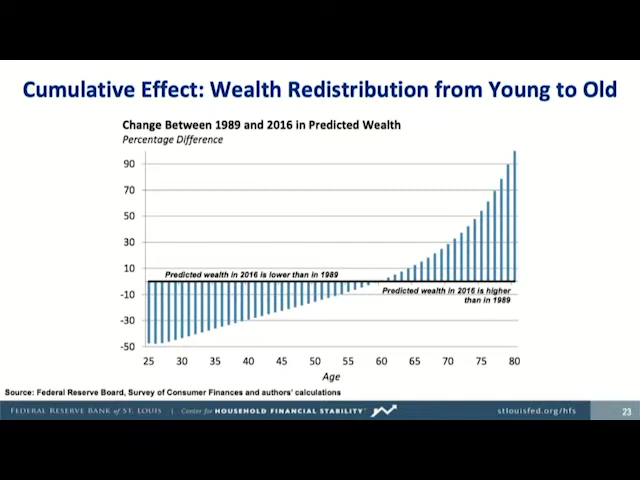 Cumulative Effect: Wealth Redistribution from Young to Old
Change Between 1989 and 2016 in Predicted Wealth
Percentage Difference
90
70
50
30
10
-10
-30
-50
Predicted wealth in 2016 is lower than in 1989
Predicted wealth in 2016 is higher
than in 1989
25 30 35 40 45 50 55 60 65 70 75 80
Age
Source: Federal Reserve Board, Survey of Consumer Finances and authors' calculations
FEDERAL RESERVE BANK of ST. LOUIS | Center for HOUSEHOLD FINANCIAL STABILITY stlouisfed.org/hfs 23